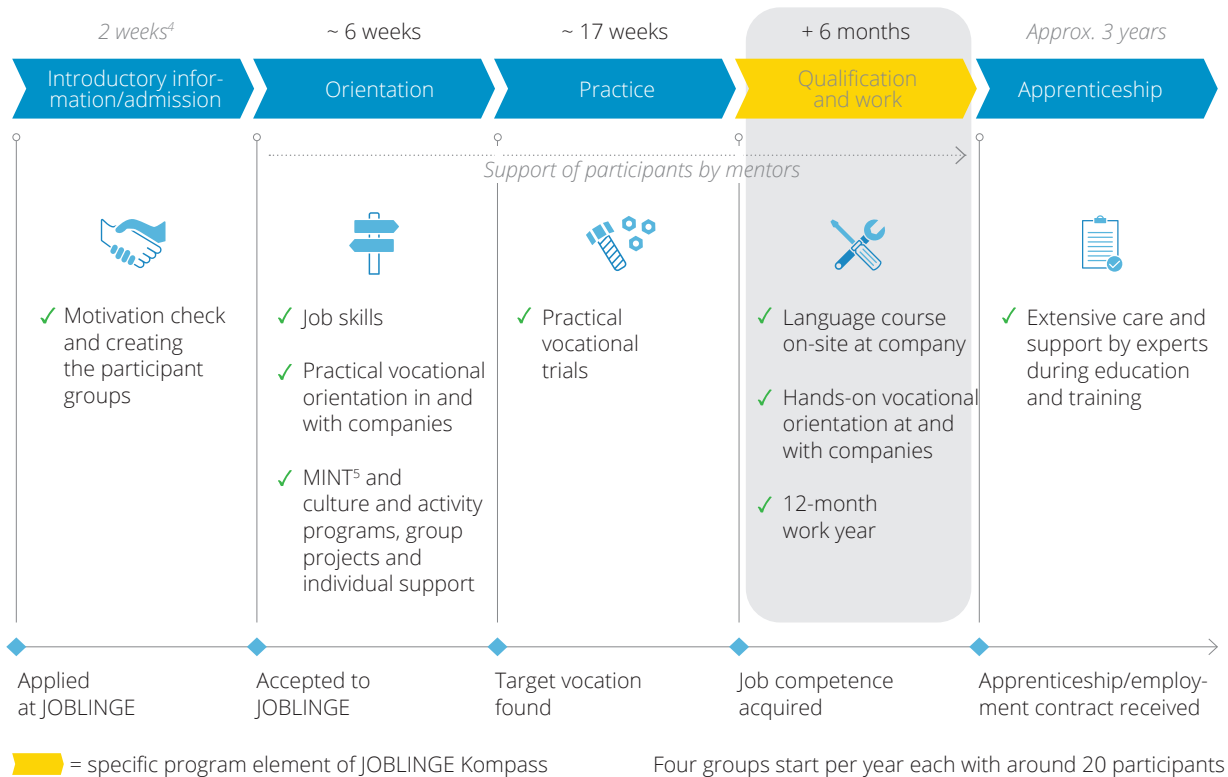 2 weeks⁴
~ 6 weeks
~ 17 weeks
+ 6 months
Approx. 3 years
Introductory infor-
mation/admission
Orientation
Practice
Qualification
and work
Apprenticeship
Support of participants by mentors
✓ Motivation check
and creating
the participant
groups
✓ Job skills
✓ Practical vocational
orientation in and
with companies
✓ MINT⁵ and
culture and activity
programs, group
projects and
individual support
✓ Practical
vocational
trials
✓ Language course
on-site at company
✓ Hands-on vocational
orientation at and
with companies
✓ 12-month
work year
✓ Extensive care and
support by experts
during education
and training
Applied
at JOBLINGE
Accepted to
JOBLINGE
Target vocation
found
Job competence
acquired
Apprenticeship/employ-
ment contract received
= specific program element of JOBLINGE Kompass
Four groups start per year each with around 20 participants